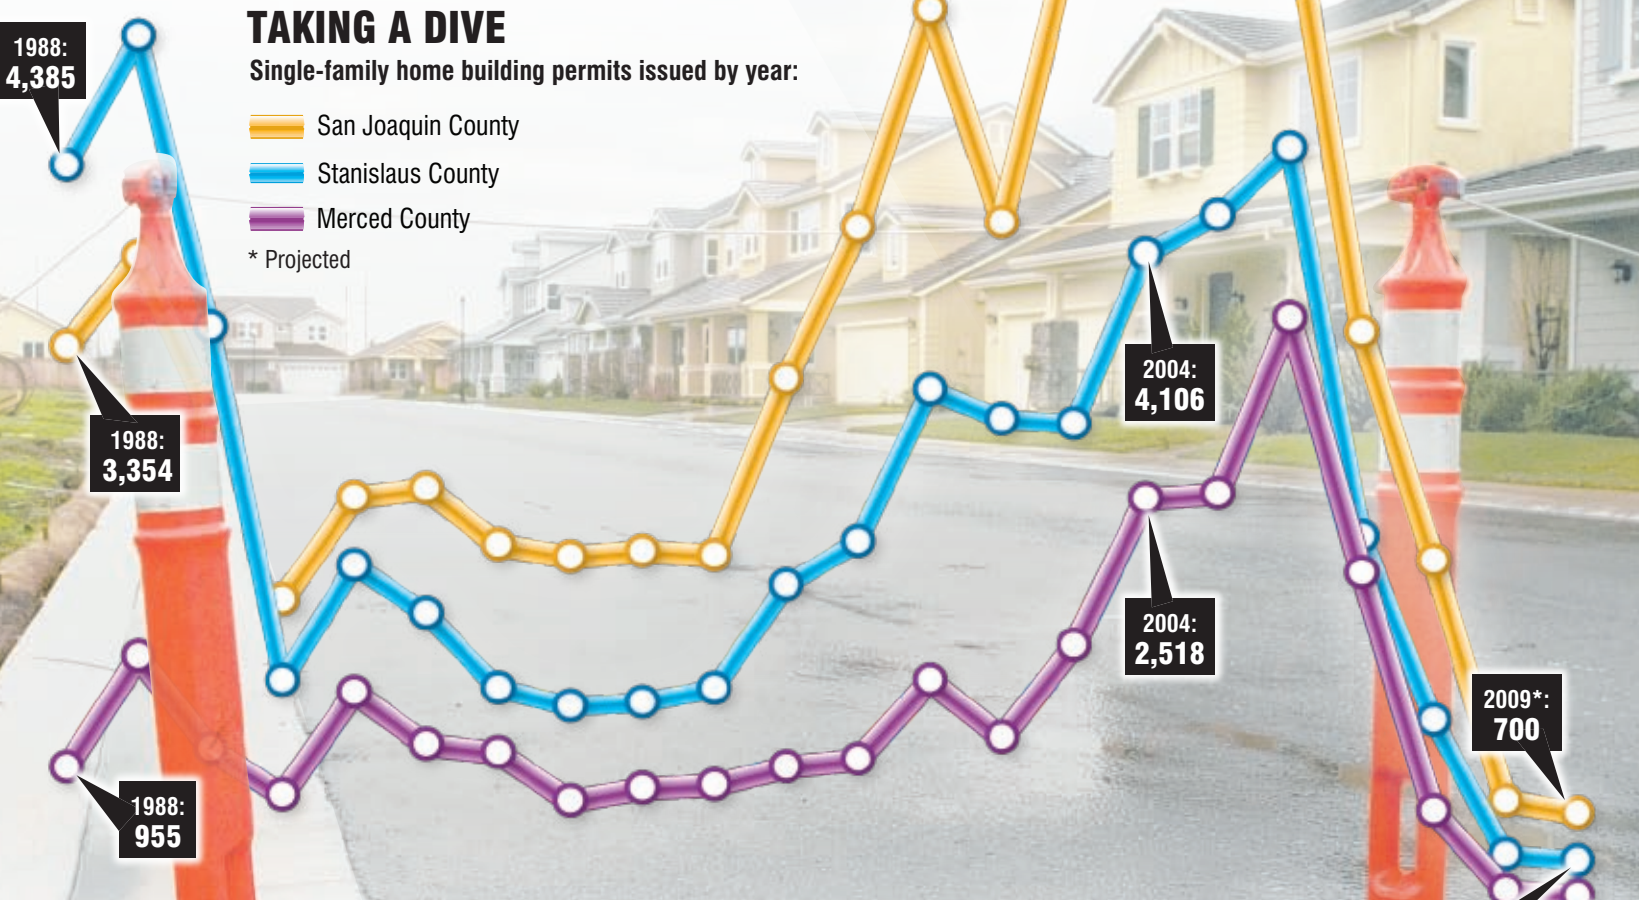 TAKING A DIVE
Single-family home building permits issued by year:
San Joaquin County
Stanislaus County
Merced County
* Projected
1988:
4,385
1988:
3,354
1988:
955
2004:
4,106
2004:
2,518
2009*:
700